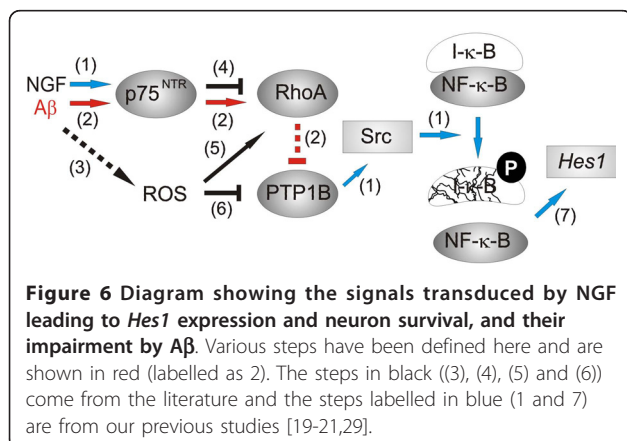 NGF (1) p75 NTR (4) RhoA
Aβ (2) (2)
(3) ROS (5) (6)
(2) PTP1B (1) Src (1)
I-κ-B
NF-κ-B
I-κ-B P
NF-κ-B (7) Hes1
Figure 6 Diagram showing the signals transduced by NGF
leading to Hes1 expression and neuron survival, and their
impairment by Aβ. Various steps have been defined here and are
shown in red (labelled as 2). The steps in black ((3), (4), (5) and (6))
come from the literature and the steps labelled in blue (1 and 7)
are from our previous studies [19-21,29].